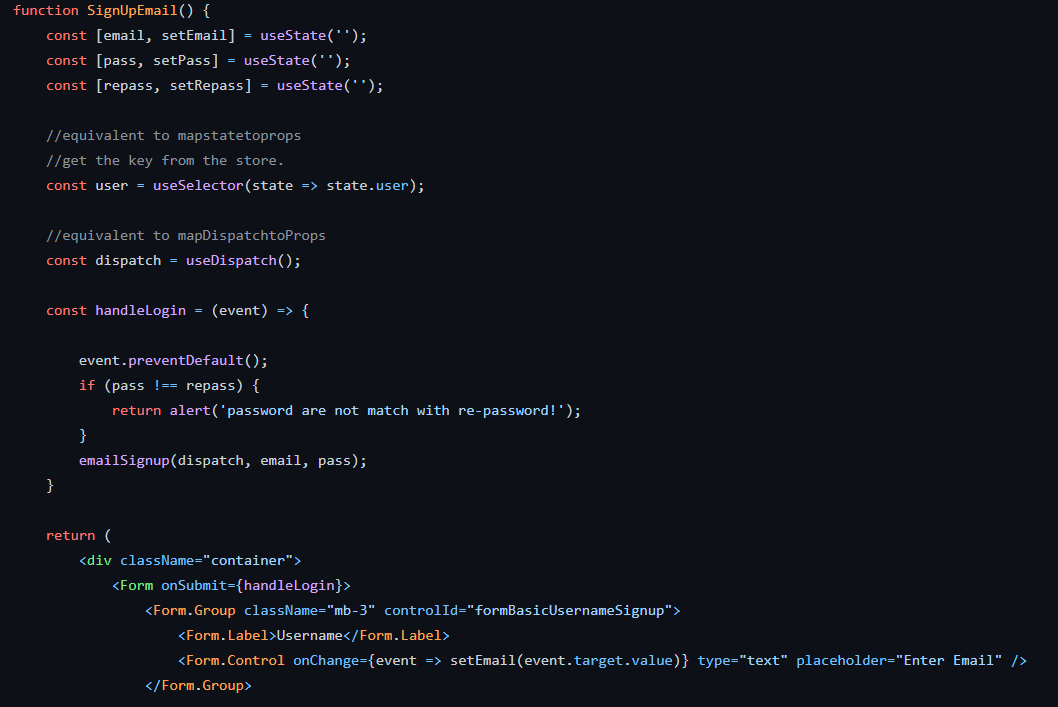 function SignUpEmail() {
    const [email, setEmail] = useState('');
    const [pass, setPass] = useState('');
    const [repass, setRepass] = useState('');

    //equivalent to mapstatetoprops
    //get the key from the store.
    const user = useSelector(state => state.user);

    //equivalent to mapDispatchtoProps
    const dispatch = useDispatch();

    const handleLogin = (event) => {

        event.preventDefault();
        if (pass !== repass) {
            return alert('password are not match with re-password!');
        }
        emailSignup(dispatch, email, pass);
    }

    return (
        <div className="container">
            <Form onSubmit={handleLogin}>
                <Form.Group className="mb-3" controlId="formBasicUsernameSignup">
                    <Form.Label>Username</Form.Label>
                    <Form.Control onChange={event => setEmail(event.target.value)} type="text" placeholder="Enter Email" />
                </Form.Group>